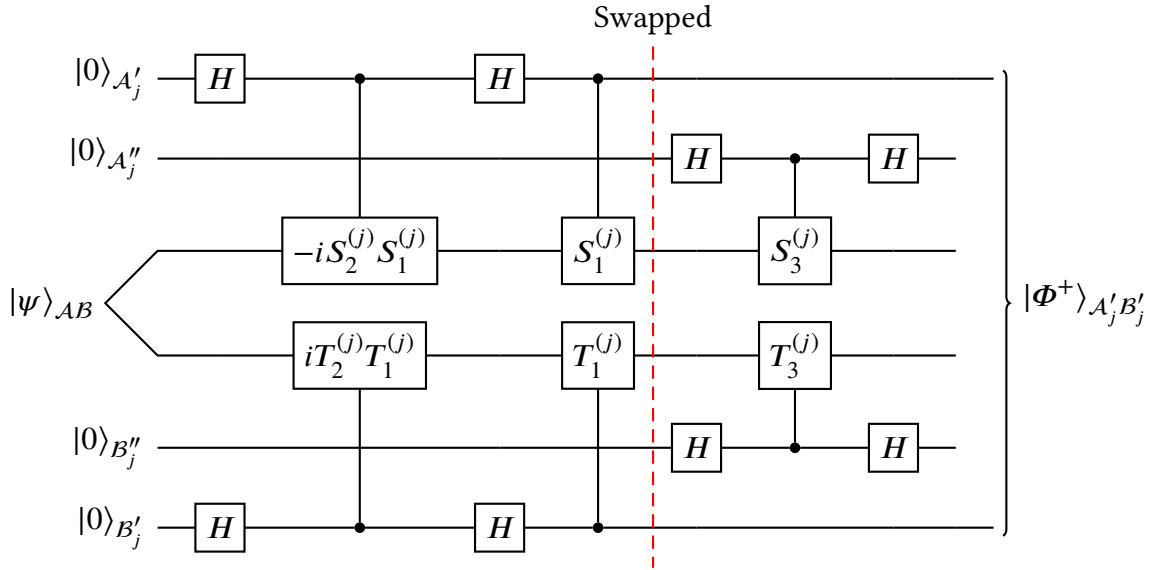 Swapped
|0⟩_{𝒜′_j} H H
|0⟩_{𝒜″_j} H H
−iS_2^{(j)}S_1^{(j)} S_1^{(j)} S_3^{(j)}
|ψ⟩_{𝒜ℬ} |Φ⁺⟩_{𝒜′_jℬ′_j}
iT_2^{(j)}T_1^{(j)} T_1^{(j)} T_3^{(j)}
|0⟩_{ℬ″_j} H H
|0⟩_{ℬ′_j} H H